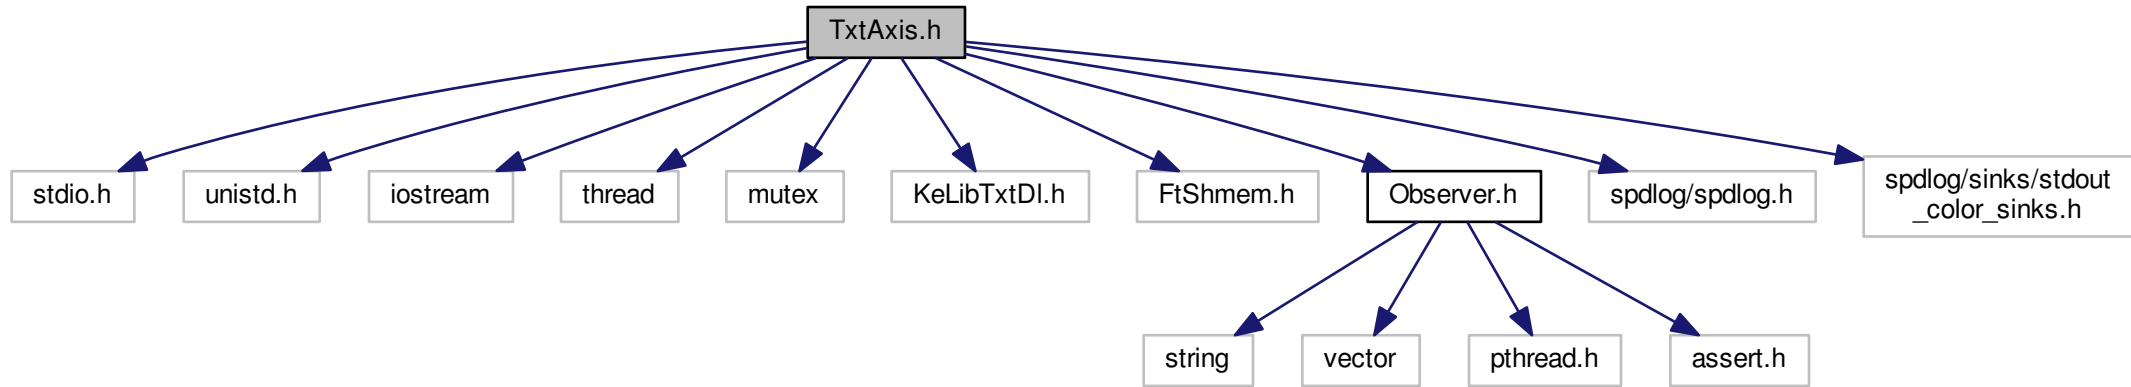 TxtAxis.h
stdio.h
unistd.h
iostream
thread
mutex
KeLibTxtDl.h
FtShmem.h
Observer.h
spdlog/spdlog.h
spdlog/sinks/stdout
_color_sinks.h
string
vector
pthread.h
assert.h